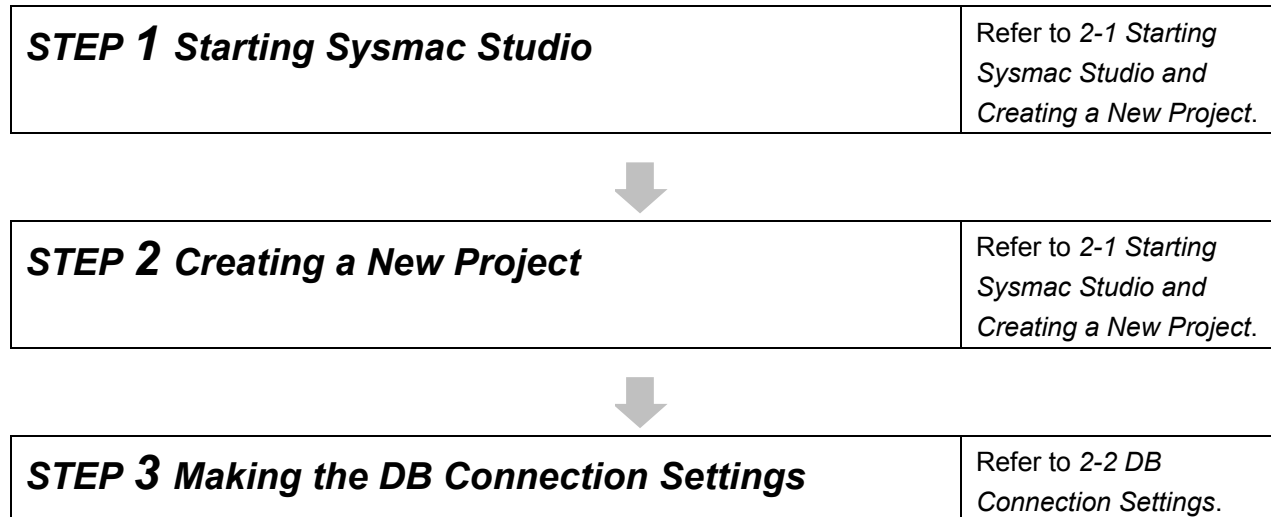 STEP 1 Starting Sysmac Studio
Refer to 2-1 Starting
Sysmac Studio and
Creating a New Project.
STEP 2 Creating a New Project
Refer to 2-1 Starting
Sysmac Studio and
Creating a New Project.
STEP 3 Making the DB Connection Settings
Refer to 2-2 DB
Connection Settings.